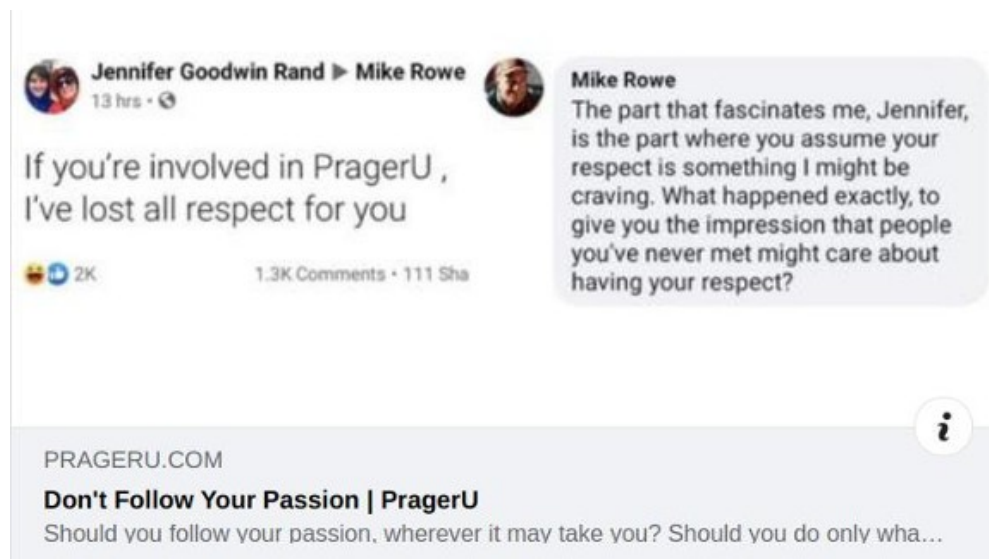 Jennifer Goodwin Rand ▶ Mike Rowe
13 hrs •
If you're involved in PragerU ,
I've lost all respect for you
2K
1.3K Comments • 111 Sha
Mike Rowe
The part that fascinates me, Jennifer,
is the part where you assume your
respect is something I might be
craving. What happened exactly, to
give you the impression that people
you've never met might care about
having your respect?
i
PRAGERU.COM
Don't Follow Your Passion | PragerU
Should you follow your passion, wherever it may take you? Should you do only wha...